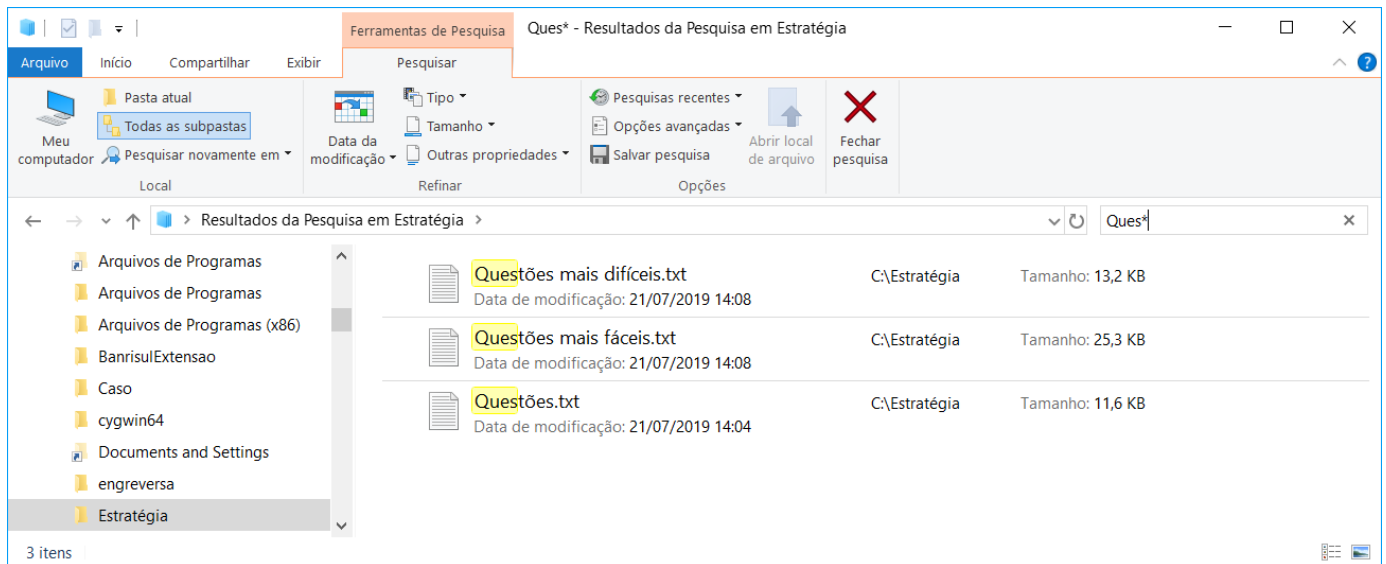 Ferramentas de Pesquisa Ques* - Resultados da Pesquisa em Estratégia
Arquivo Início Compartilhar Exibir Pesquisar
Meu computador
Pasta atual
Todas as subpastas
Pesquisar novamente em
Local
Data da modificação
Tipo
Tamanho
Outras propriedades
Refinar
Pesquisas recentes
Opções avançadas
Salvar pesquisa
Abrir local de arquivo
Opções
Fechar pesquisa
Resultados da Pesquisa em Estratégia
Ques*
Arquivos de Programas
Arquivos de Programas
Arquivos de Programas (x86)
BanrisulExtensao
Caso
cygwin64
Documents and Settings
engreversa
Estratégia
Questões mais difíceis.txt C:\Estratégia Tamanho: 13,2 KB
Data de modificação: 21/07/2019 14:08
Questões mais fáceis.txt C:\Estratégia Tamanho: 25,3 KB
Data de modificação: 21/07/2019 14:08
Questões.txt C:\Estratégia Tamanho: 11,6 KB
Data de modificação: 21/07/2019 14:04
3 itens